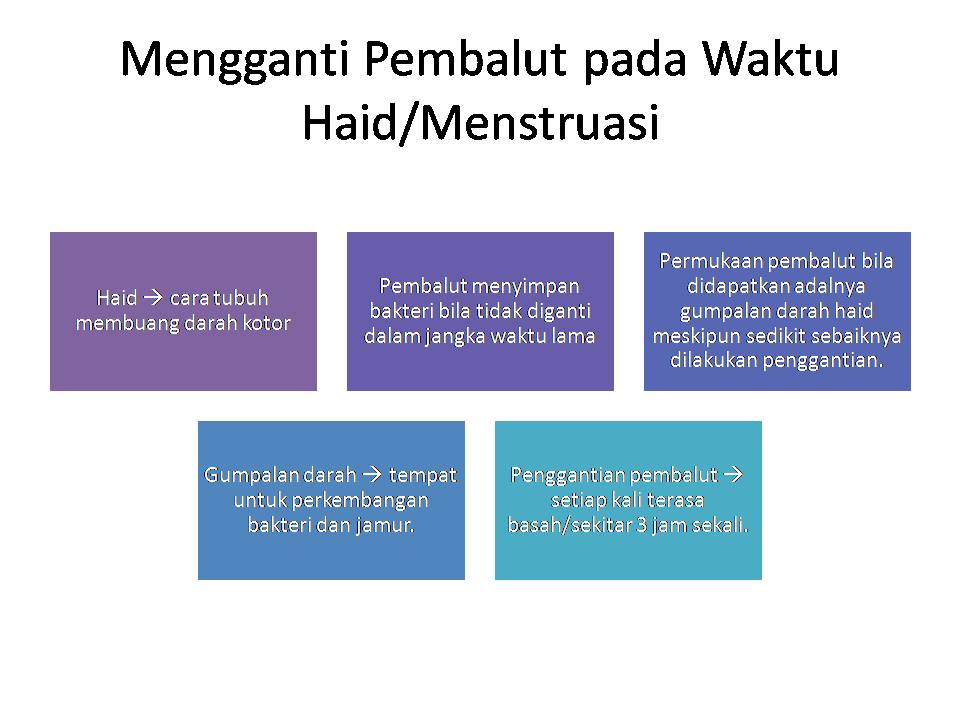 Mengganti Pembalut pada Waktu
Haid/Menstruasi
Haid → cara tubuh
membuang darah kotor
Pembalut menyimpan
bakteri bila tidak diganti
dalam jangka waktu lama
Permukaan pembalut bila
didapatkan adalnya
gumpalan darah haid
meskipun sedikit sebaiknya
dilakukan penggantian.
Gumpalan darah → tempat
untuk perkembangan
bakteri dan jamur.
Penggantian pembalut →
setiap kali terasa
basah/sekitar 3 jam sekali.